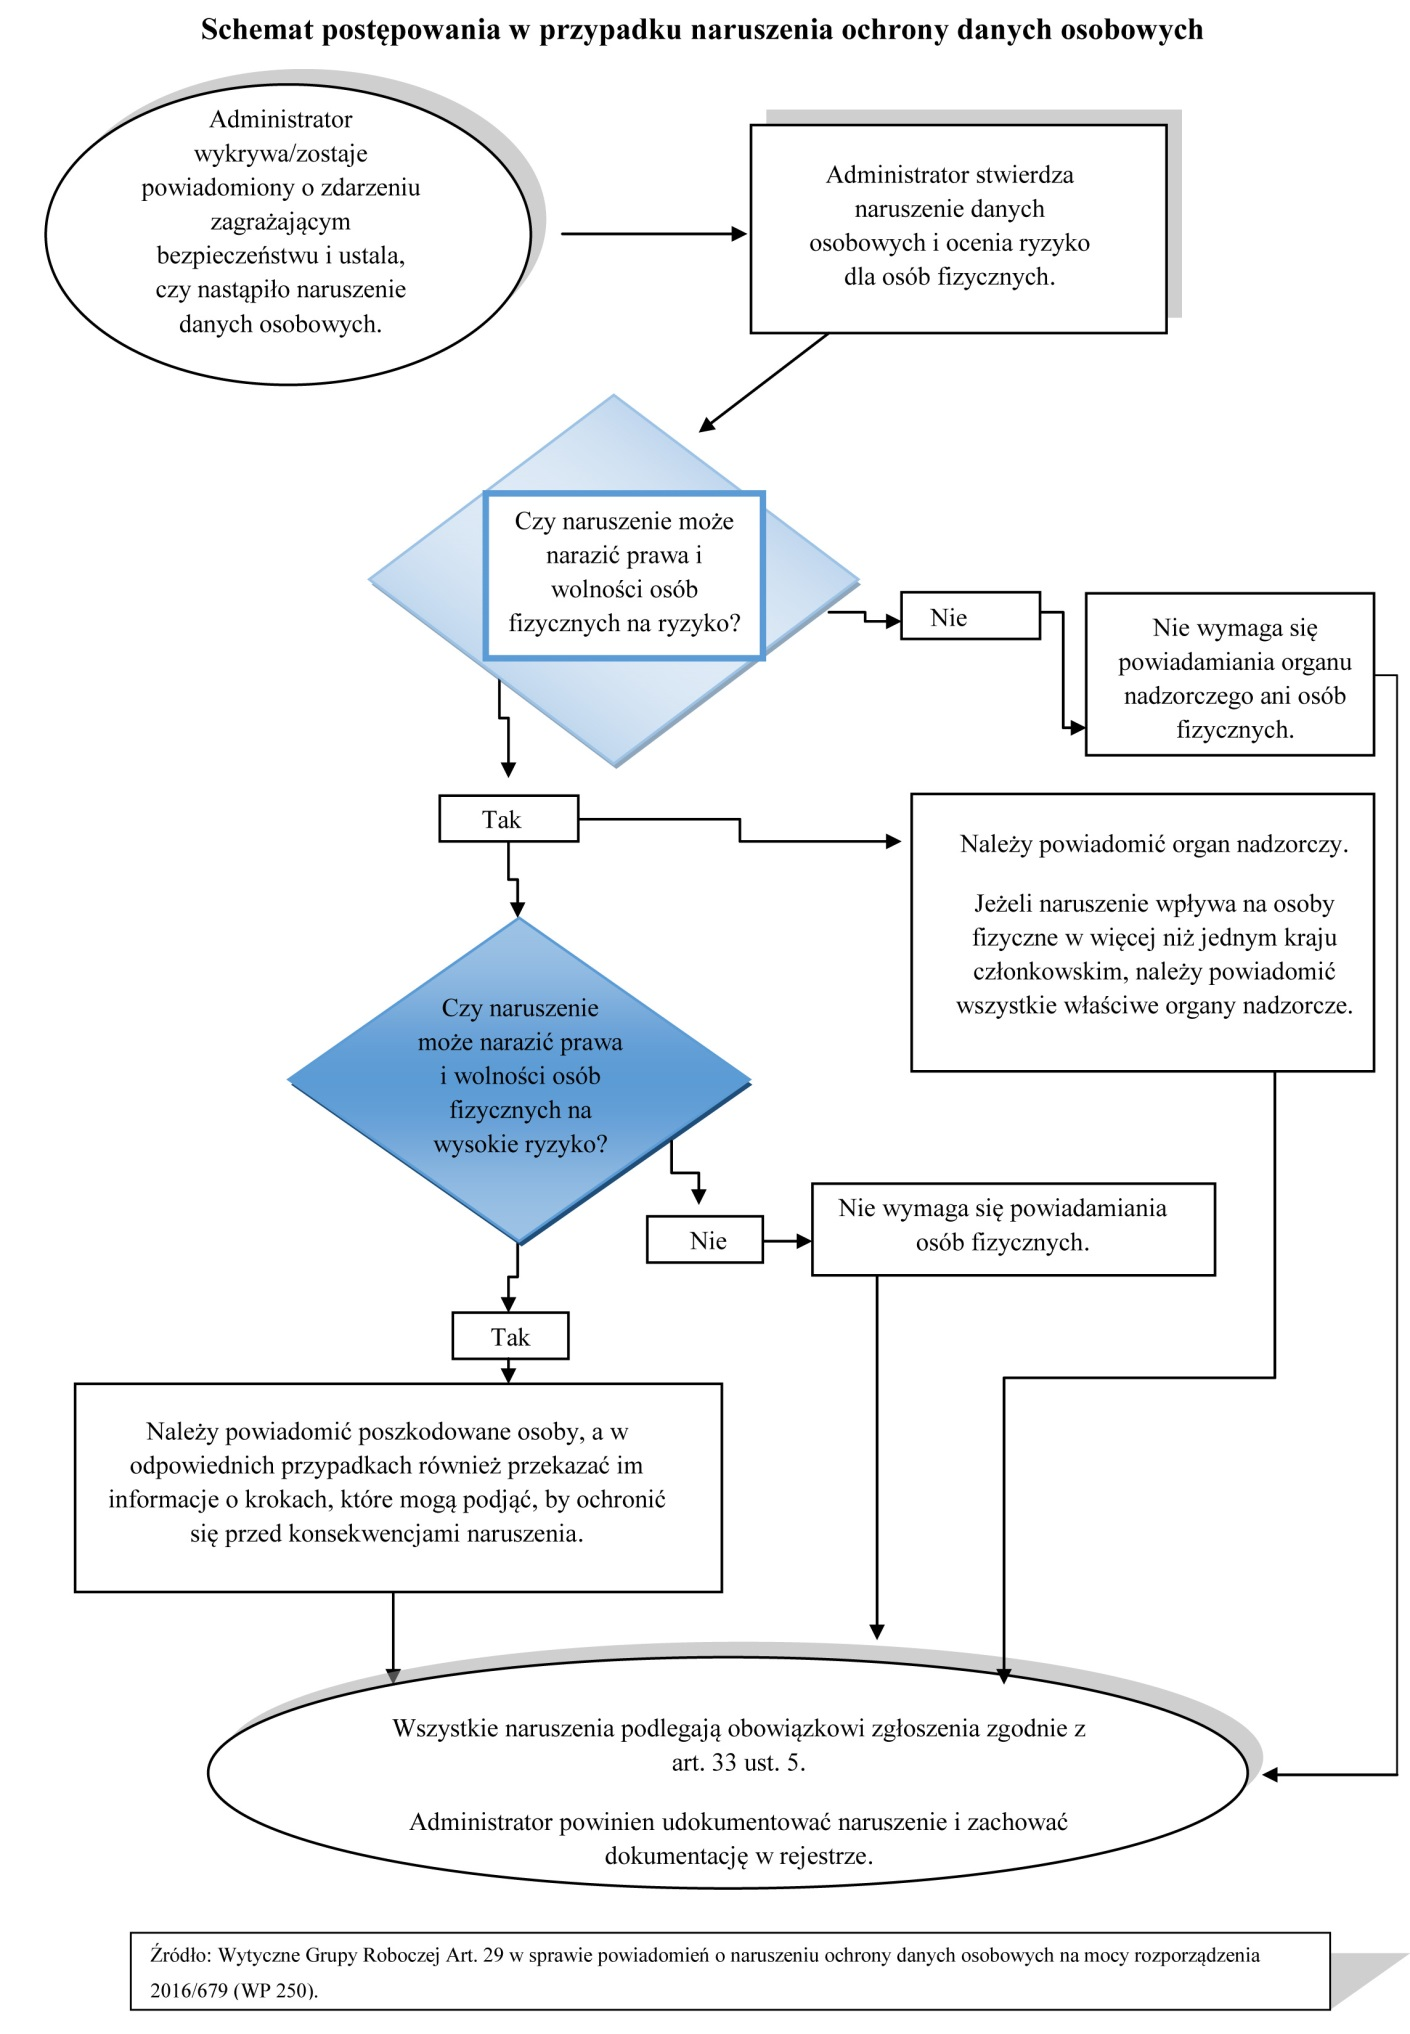 Schemat postępowania w przypadku naruszenia ochrony danych osobowych
Administrator
wykrywa/zostaje
powiadomiony o zdarzeniu
zagrażającym
bezpieczeństwu i ustala,
czy nastąpiło naruszenie
danych osobowych.
Administrator stwierdza
naruszenie danych
osobowych i ocenia ryzyko
dla osób fizycznych.
Czy naruszenie może
narazić prawa i
wolności osób
fizycznych na ryzyko?
Nie
Nie wymaga się
powiadamiania organu
nadzorczego ani osób
fizycznych.
Tak
Należy powiadomić organ nadzorczy.
Jeżeli naruszenie wpływa na osoby
fizyczne w więcej niż jednym kraju
członkowskim, należy powiadomić
wszystkie właściwe organy nadzorcze.
Czy naruszenie
może narazić prawa
i wolności osób
fizycznych na
wysokie ryzyko?
Nie
Nie wymaga się powiadamiania
osób fizycznych.
Tak
Należy powiadomić poszkodowane osoby, a w
odpowiednich przypadkach również przekazać im
informacje o krokach, które mogą podjąć, by ochronić
się przed konsekwencjami naruszenia.
Wszystkie naruszenia podlegają obowiązkowi zgłoszenia zgodnie z
art. 33 ust. 5.
Administrator powinien udokumentować naruszenie i zachować
dokumentację w rejestrze.
Źródło: Wytyczne Grupy Roboczej Art. 29 w sprawie powiadomień o naruszeniu ochrony danych osobowych na mocy rozporządzenia
2016/679 (WP 250).